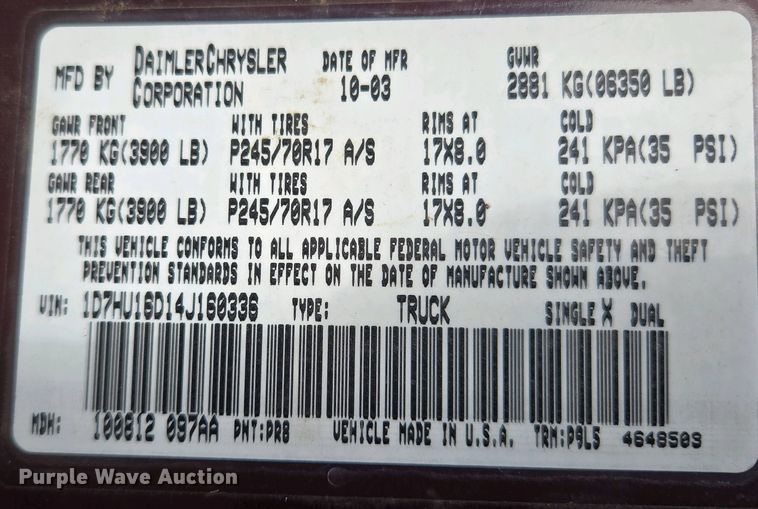 MFD BY DAIMLERCHRYSLER CORPORATION DATE OF MFR 10-03 GVWR 2881 KG(06350 LB)
GAWR FRONT WITH TIRES RIMS AT COLD
1770 KG(3900 LB) P245/70R17 A/S 17X8.0 241 KPA(35 PSI)
GAWR REAR WITH TIRES RIMS AT COLD
1770 KG(3900 LB) P245/70R17 A/S 17X8.0 241 KPA(35 PSI)
THIS VEHICLE CONFORMS TO ALL APPLICABLE FEDERAL MOTOR VEHICLE SAFETY AND THEFT
PREVENTION STANDARDS IN EFFECT ON THE DATE OF MANUFACTURE SHOWN ABOVE.
VIN: 1D7HU16D14J160336 TYPE: TRUCK SINGLE X DUAL
MDH: 100812 097AA PNT:PR8 VEHICLE MADE IN U.S.A. TRM:P9L5 4648509
Purple Wave Auction